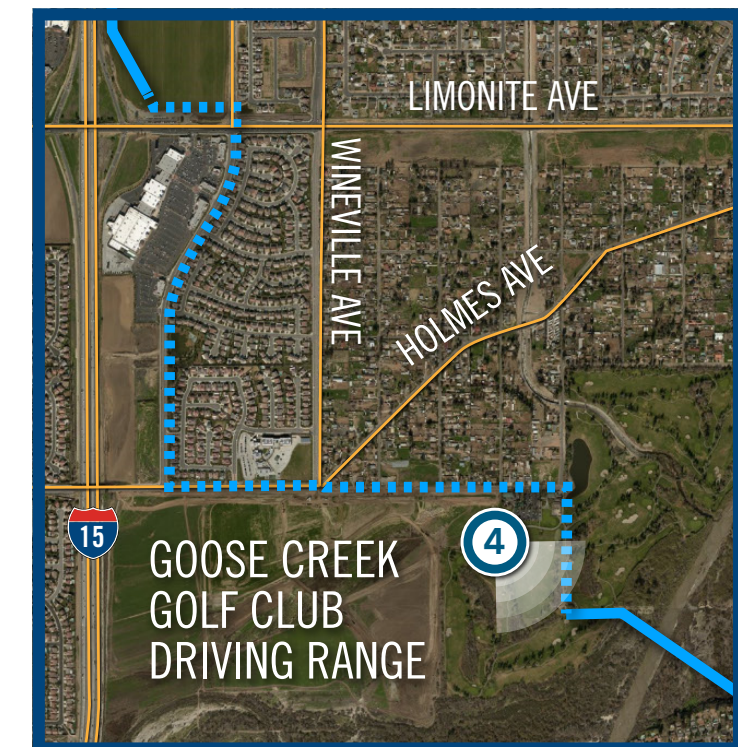 LIMONITE AVE
WINEVILLE AVE
HOLMES AVE
15
4
GOOSE CREEK
GOLF CLUB
DRIVING RANGE